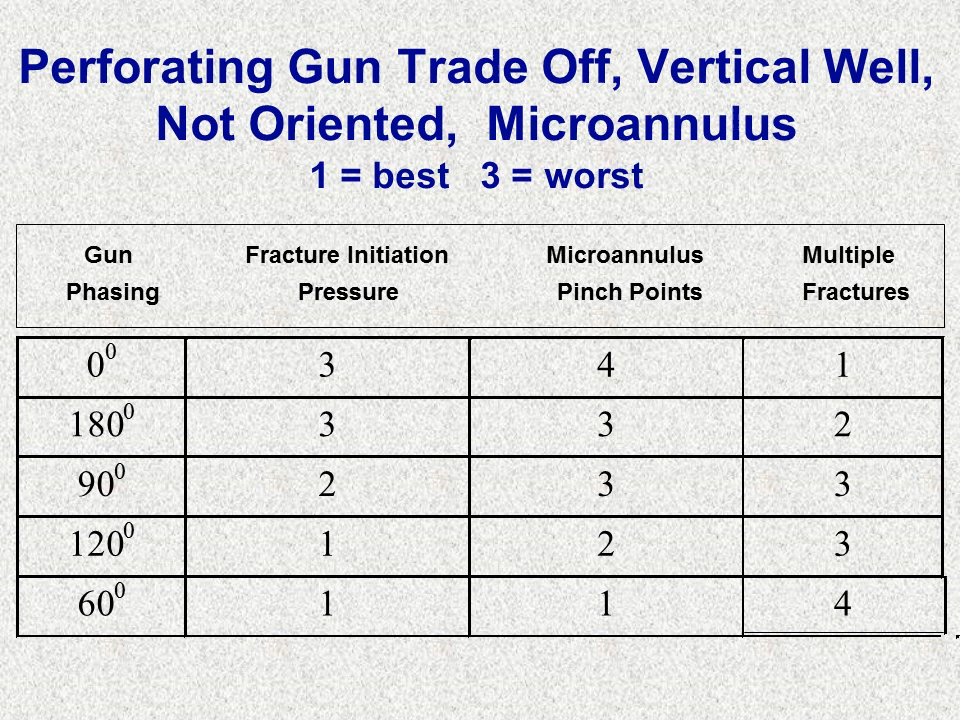 Perforating Gun Trade Off, Vertical Well,
Not Oriented, Microannulus
1 = best 3 = worst
Gun Fracture Initiation Microannulus Multiple
Phasing Pressure Pinch Points Fractures
0⁰ 3 4 1
180⁰ 3 3 2
90⁰ 2 3 3
120⁰ 1 2 3
60⁰ 1 1 4